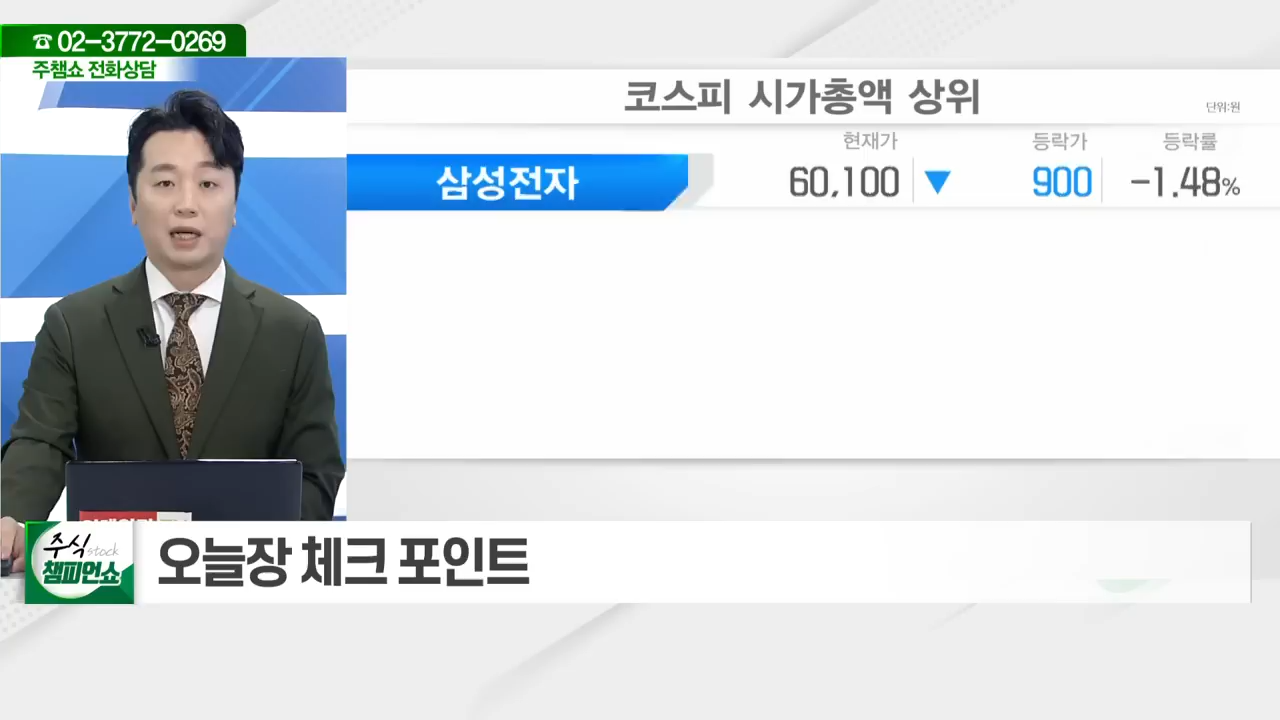 ☎ 02-3772-0269
주챔쇼 전화상담
코스피 시가총액 상위
단위:원
현재가 등락가 등락률
삼성전자 60,100 ▼ 900 -1.48%
주식 stock
챔피언쇼
오늘장 체크 포인트